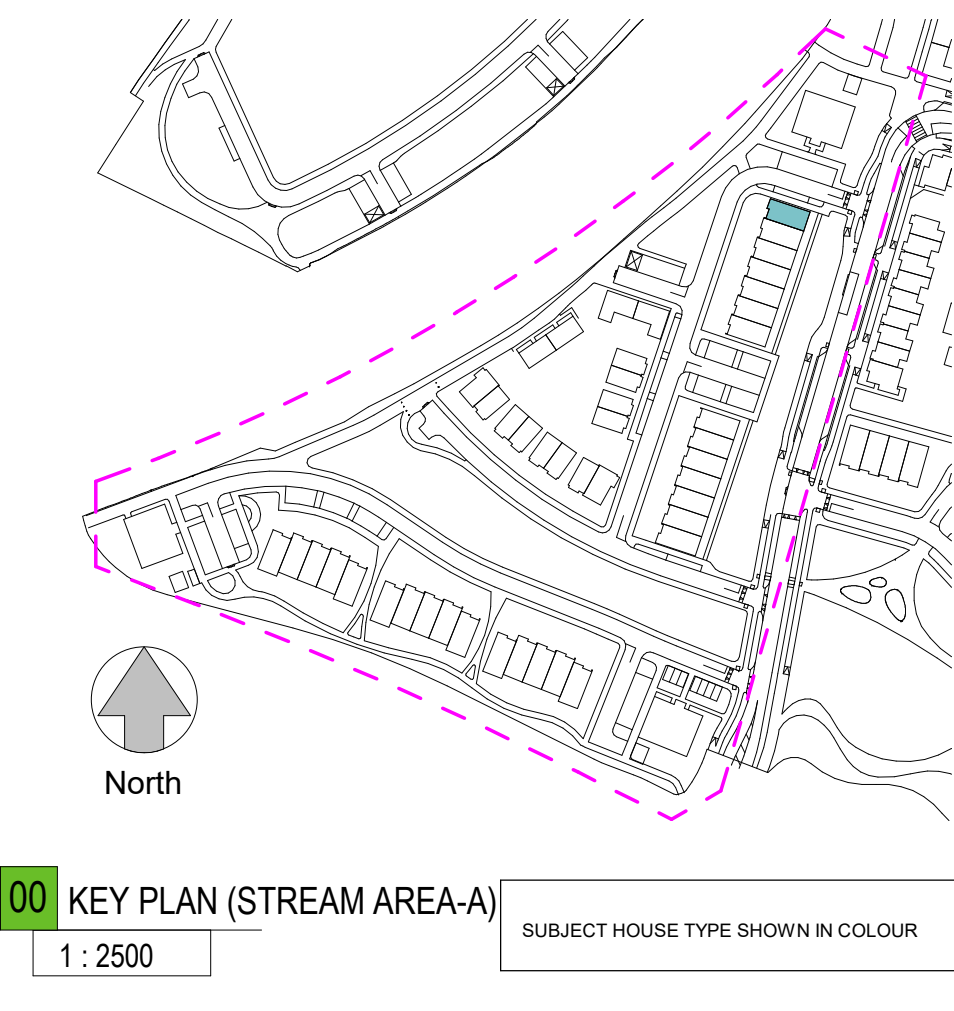 North
00 KEY PLAN (STREAM AREA-A)
1 : 2500
SUBJECT HOUSE TYPE SHOWN IN COLOUR